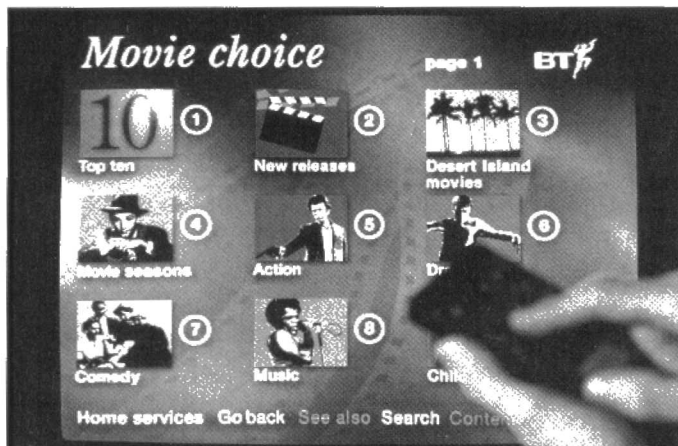 Movie choice
page 1
BT
10
1
2
3
Top ten
New releases
Desert Island
movies
4
5
6
Movie seasons
Action
7
8
Comedy
Music
Home services Go back See also Search